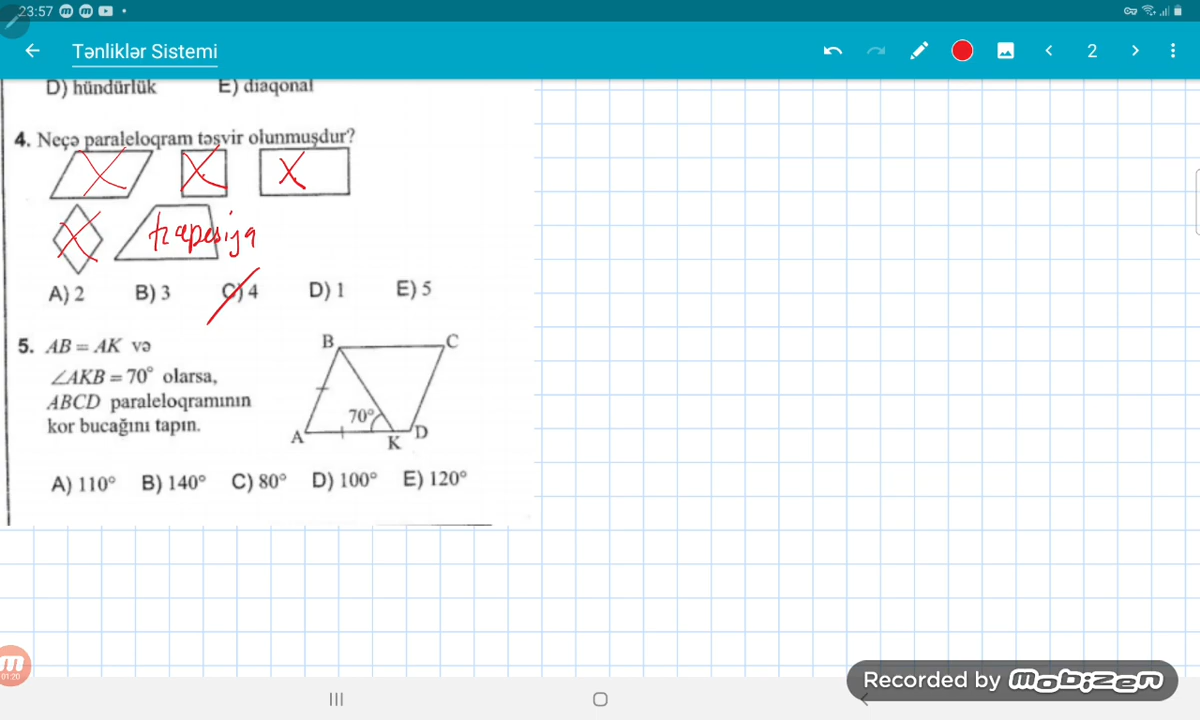 23:57
Tənliklər Sistemi
2
D) hündürlük E) diaqonal
4. Neçə paraleloqram təsvir olunmuşdur?
X X X
X trapesiya
A) 2 B) 3 C) 4 D) 1 E) 5
5. AB = AK və
∠AKB = 70° olarsa,
ABCD paraleloqramının
kor bucağını tapın.
B C
70°
A K D
A) 110° B) 140° C) 80° D) 100° E) 120°
m
01:20
Recorded by mobizen